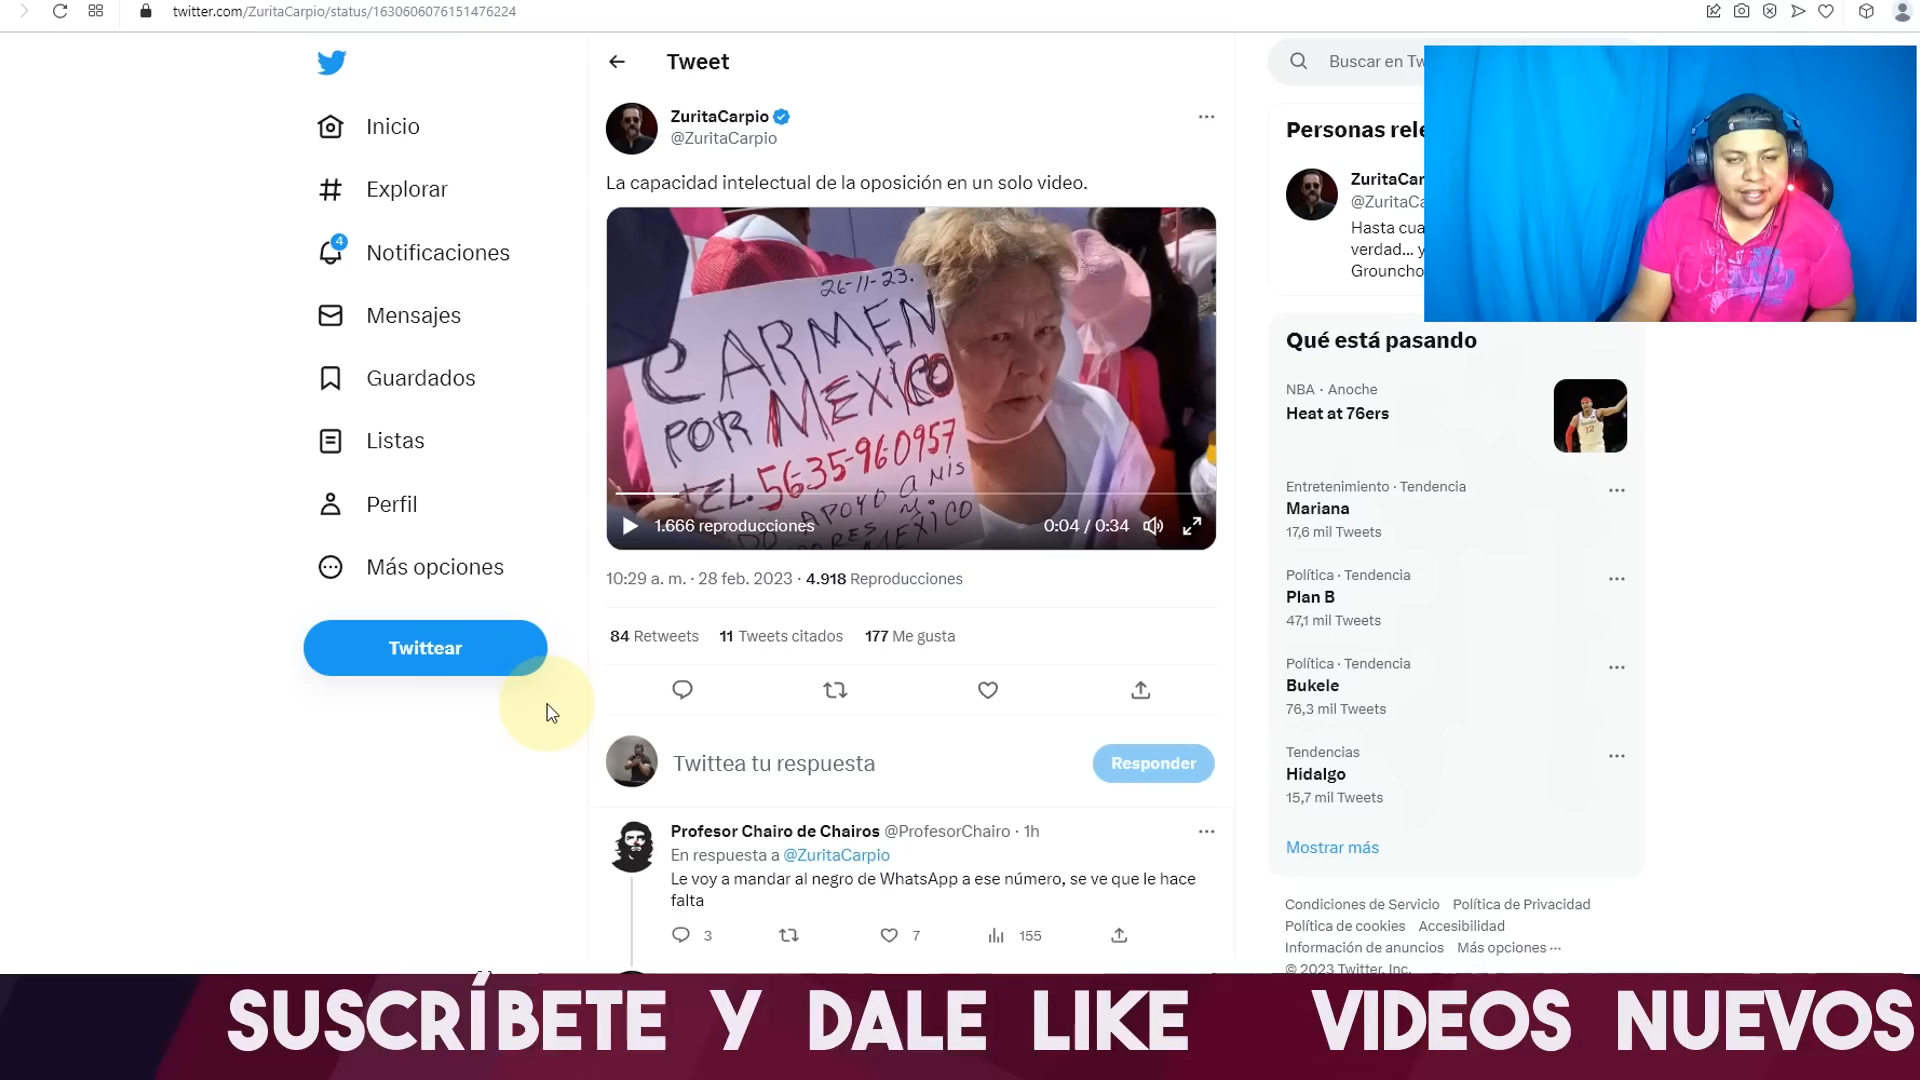 twitter.com/ZuritaCarpio/status/1630606076151476224
Tweet
Buscar en Tw
ZuritaCarpio
@ZuritaCarpio
La capacidad intelectual de la oposición en un solo video.
Inicio
Explorar
4
Notificaciones
Mensajes
Guardados
Listas
Perfil
Más opciones
Twittear
26-11-23.
CARMEN
POR MEXICO
TEL. 5635-960957
APOYO A MIS
MEXICO
1.666 reproducciones
0:04 / 0:34
10:29 a. m. · 28 feb. 2023 · 4.918 Reproducciones
84 Retweets 11 Tweets citados 177 Me gusta
Twittea tu respuesta
Responder
Profesor Chairo de Chairos @ProfesorChairo · 1h
En respuesta a @ZuritaCarpio
Le voy a mandar al negro de WhatsApp a ese número, se ve que le hace
falta
3 7 155
Personas rele
ZuritaCar
@ZuritaCa
Hasta cua
verdad... y
Grouncho
Qué está pasando
NBA · Anoche
Heat at 76ers
Entretenimiento · Tendencia
Mariana
17,6 mil Tweets
Política · Tendencia
Plan B
47,1 mil Tweets
Política · Tendencia
Bukele
76,3 mil Tweets
Tendencias
Hidalgo
15,7 mil Tweets
Mostrar más
Condiciones de Servicio Política de Privacidad
Política de cookies Accesibilidad
Información de anuncios Más opciones ···
© 2023 Twitter, Inc.
SUSCRÍBETE Y DALE LIKE VIDEOS NUEVOS